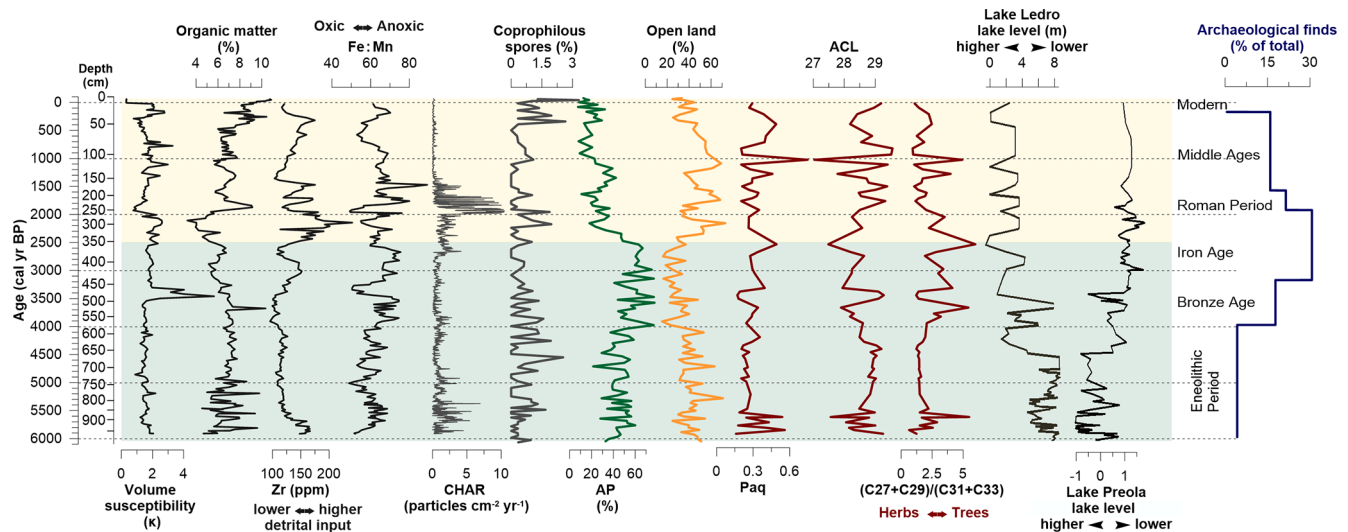 Organic matter
(%)
4 6 8 10
Oxic Anoxic
Fe:Mn
40 60 80
Coprophilous
spores (%)
0 1.5 3
Open land
(%)
0 20 40 60
ACL
27 28 29
Lake Ledro
lake level (m)
higher lower
0 4 8
Archaeological finds
(% of total)
0 15 30
Depth
(cm)
0
50
100
150
200
250
300
350
400
450
500
550
600
650
700
750
800
900
Age (cal yr BP)
0
500
1000
1500
2000
2500
3000
3500
4000
4500
5000
5500
6000
Modern
Middle Ages
Roman Period
Iron Age
Bronze Age
Eneolithic
Period
0 2 4
Volume
susceptibility
(κ)
100 150 200
Zr (ppm)
lower higher
detrital input
0 5 10
CHAR
(particles cm-2 yr-1)
0 20 40 60
AP
(%)
0 0.3 0.6
Paq
0 2.5 5
(C27+C29)/(C31+C33)
Herbs Trees
-1 0 1
Lake Preola
lake level
higher lower